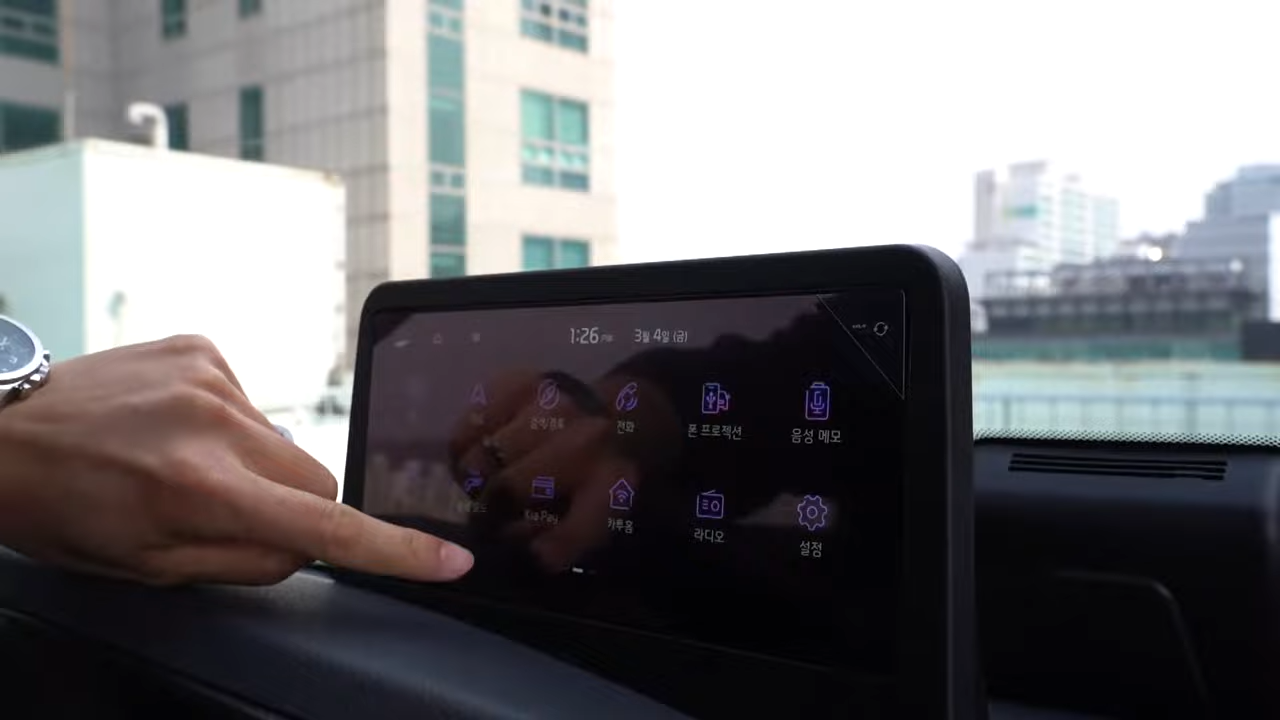 1:26 PM 3월 4일 (금)
전화
폰 프로젝션
음성 메모
Kia Pay
카투홈
라디오
설정